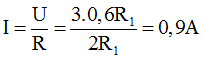 I = U/R = 3.0,6R₁/2R₁ = 0,9A